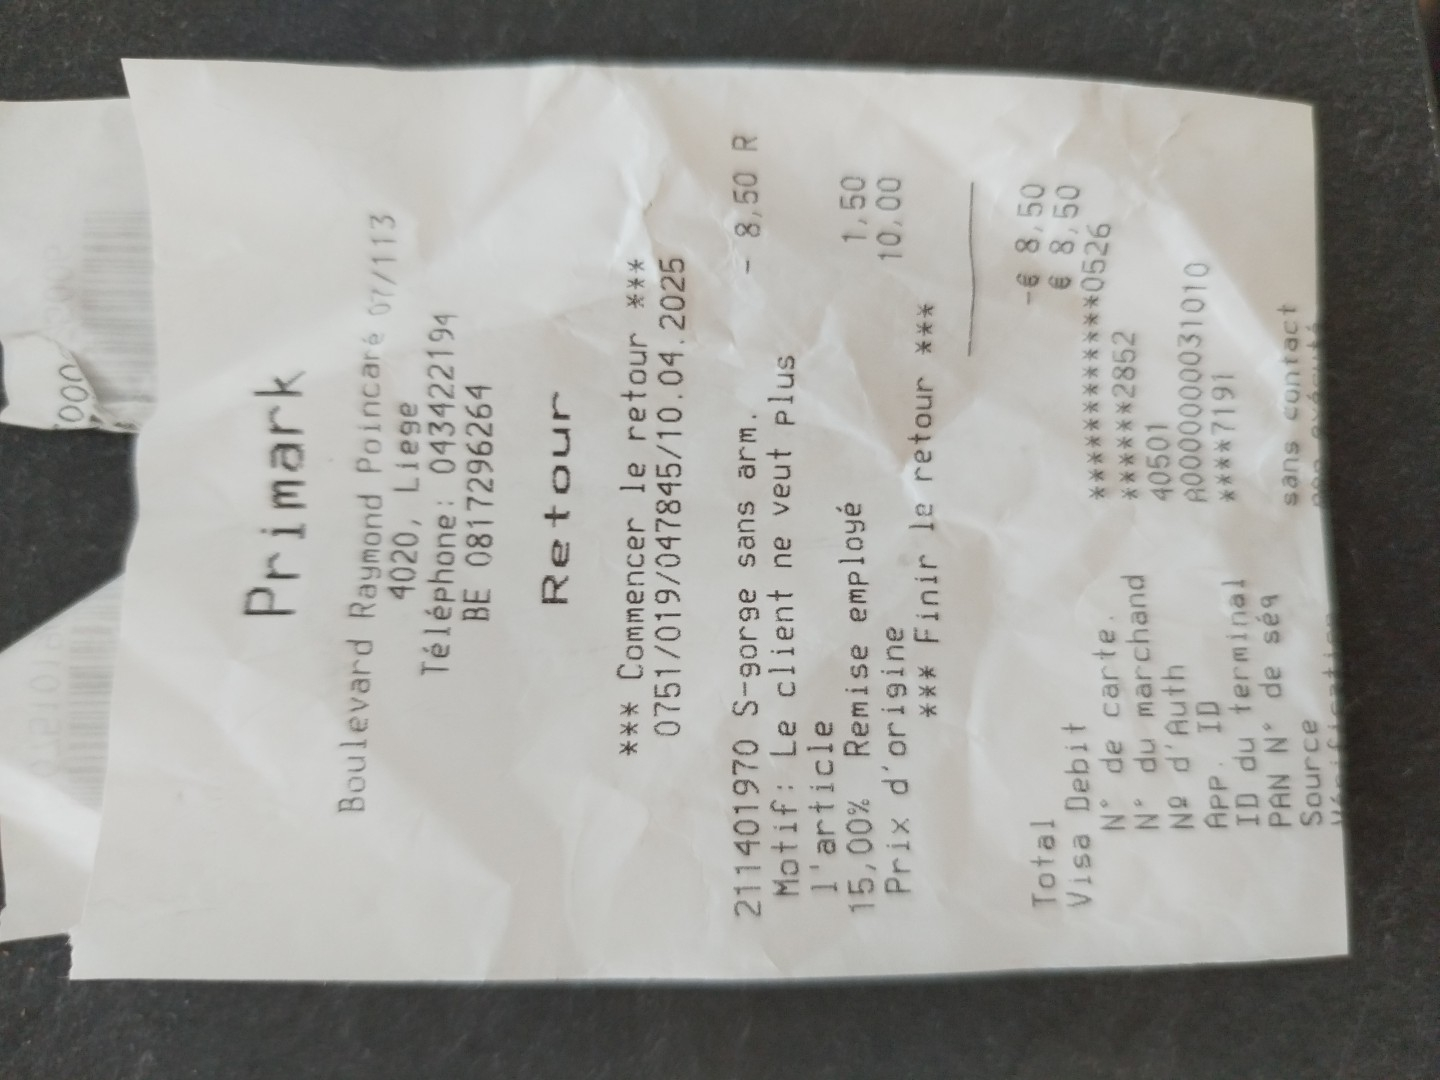 Primark
Boulevard Raymond Poincaré 07/113
4020, Liege
Téléphone: 043422194
BE 0817296264
Retour
*** Commencer le retour ***
0751/019/047845/10.04.2025
211401970 S-gorge sans arm. - 8,50 R
Motif: Le client ne veut plus
l'article
15,00% Remise employé 1,50
Prix d'origine 10,00
*** Finir le retour ***
Total -€ 8,50
Visa Debit € 8,50
N° de carte. ************0526
N° du marchand ******2852
Nº d'Auth 40501
APP. ID A0000000031010
ID du terminal ****7191
PAN N° de séq
Source sans contact
Vérification non exécuté